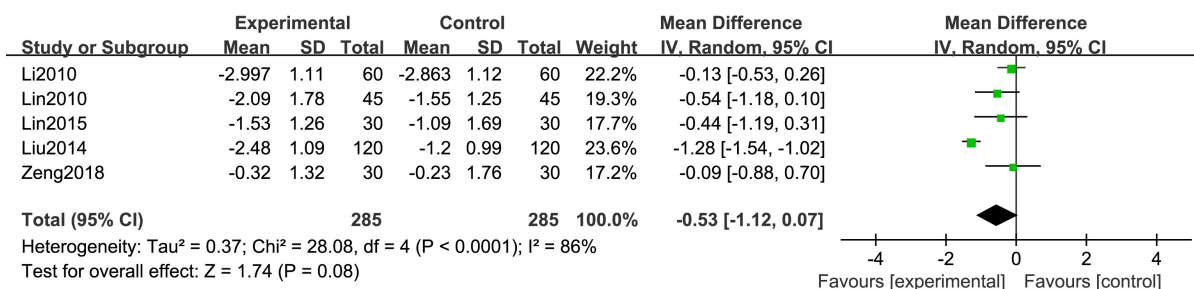 Experimental Control Mean Difference Mean Difference
Study or Subgroup Mean SD Total Mean SD Total Weight IV, Random, 95% CI IV, Random, 95% CI
Li2010 -2.997 1.11 60 -2.863 1.12 60 22.2% -0.13 [-0.53, 0.26]
Lin2010 -2.09 1.78 45 -1.55 1.25 45 19.3% -0.54 [-1.18, 0.10]
Lin2015 -1.53 1.26 30 -1.09 1.69 30 17.7% -0.44 [-1.19, 0.31]
Liu2014 -2.48 1.09 120 -1.2 0.99 120 23.6% -1.28 [-1.54, -1.02]
Zeng2018 -0.32 1.32 30 -0.23 1.76 30 17.2% -0.09 [-0.88, 0.70]
Total (95% CI) 285 285 100.0% -0.53 [-1.12, 0.07]
Heterogeneity: Tau² = 0.37; Chi² = 28.08, df = 4 (P < 0.0001); I² = 86%
Test for overall effect: Z = 1.74 (P = 0.08)
-4 -2 0 2 4
Favours [experimental] Favours [control]